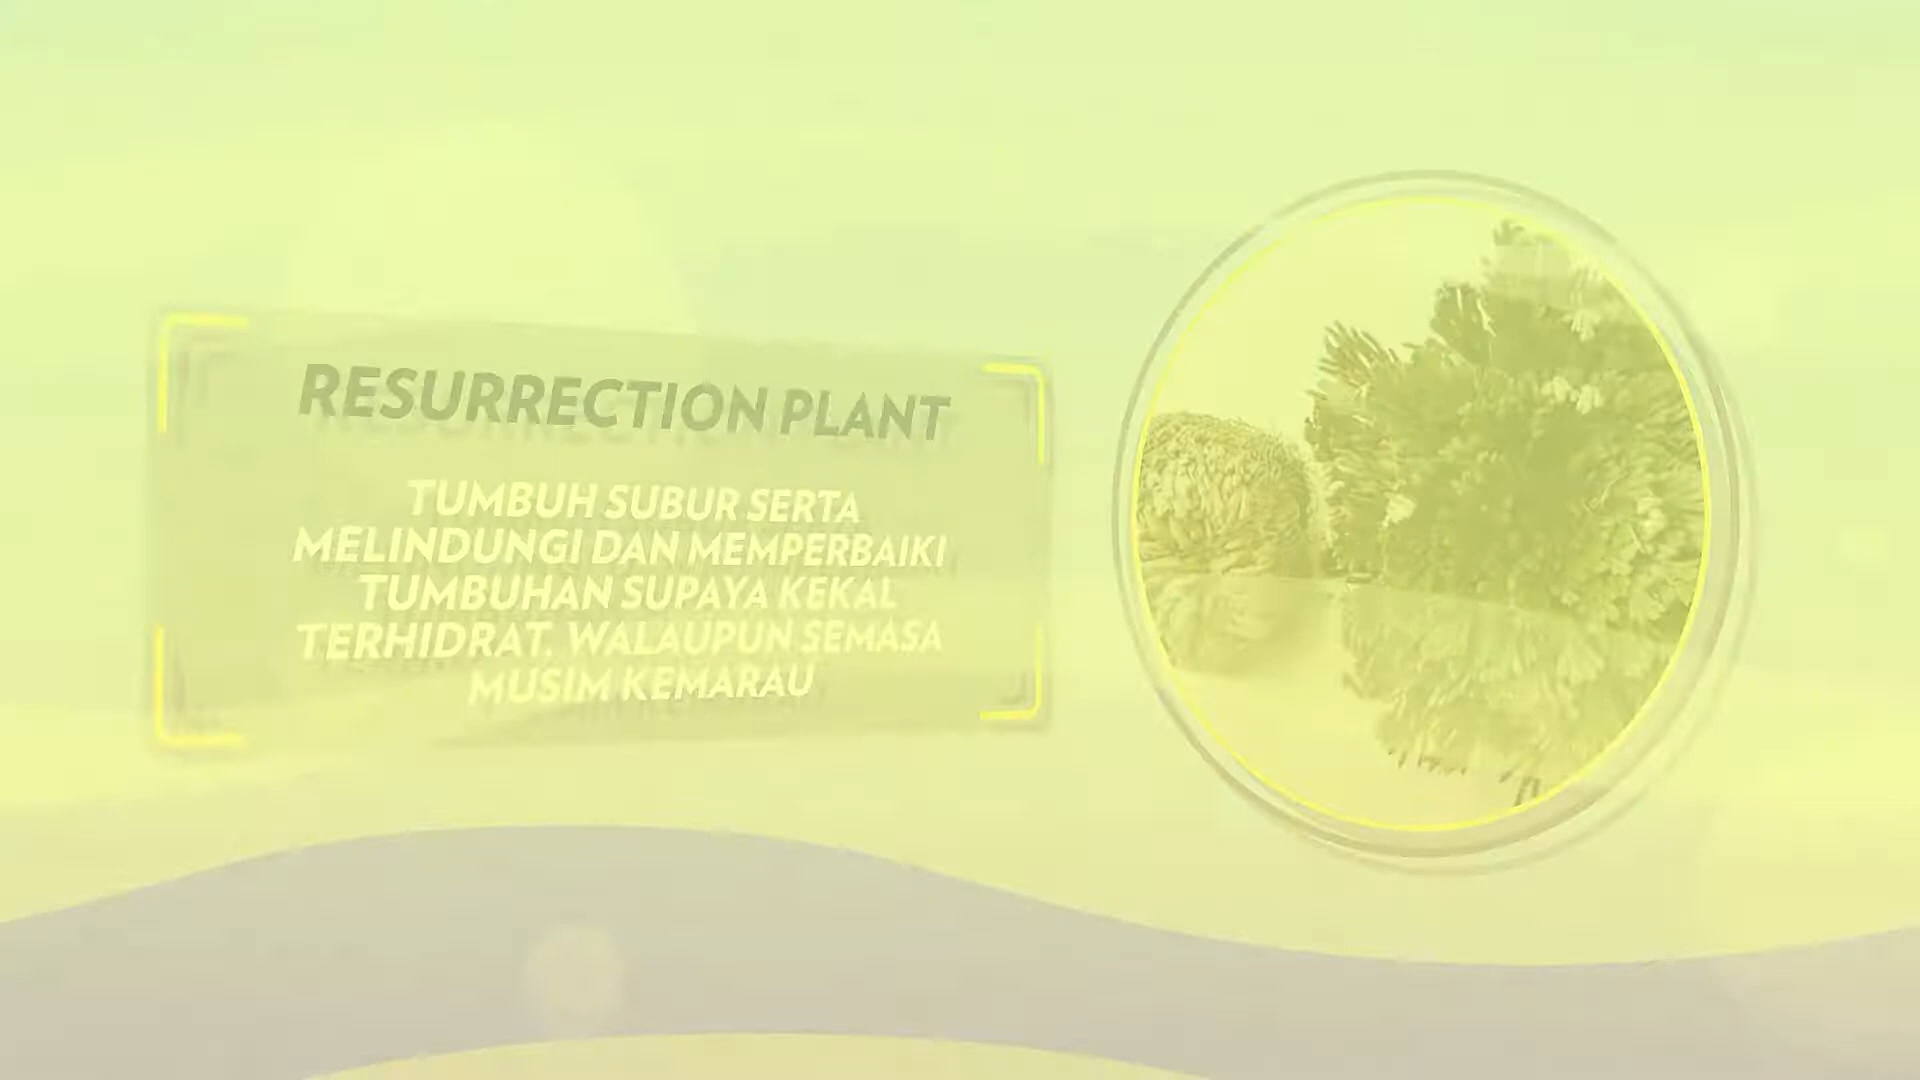 RESURRECTION PLANT
TUMBUH SUBUR SERTA
MELINDUNGI DAN MEMPERBAIKI
TUMBUHAN SUPAYA KEKAL
TERHIDRAT. WALAUPUN SEMASA
MUSIM KEMARAU